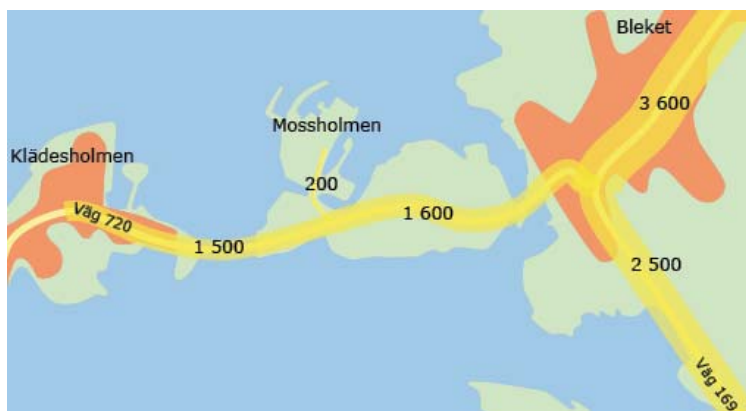 Bleket
3 600
Mossholmen
Klädesholmen
200
Väg 720
1 600
1 500
2 500
Väg 169